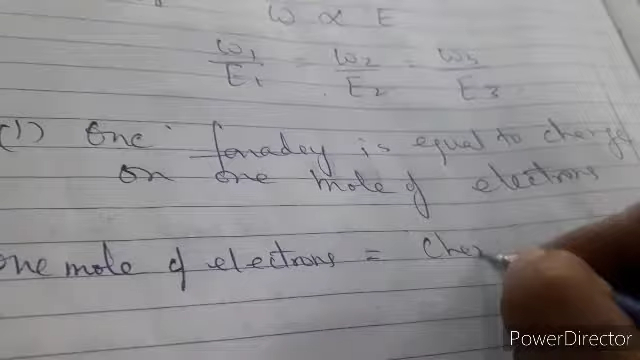 W ∝ E
W1/E1 = W2/E2 = W3/E3
(1) One faraday is equal to charge
on one mole of electrons
one mole of electrons = Cha
PowerDirector